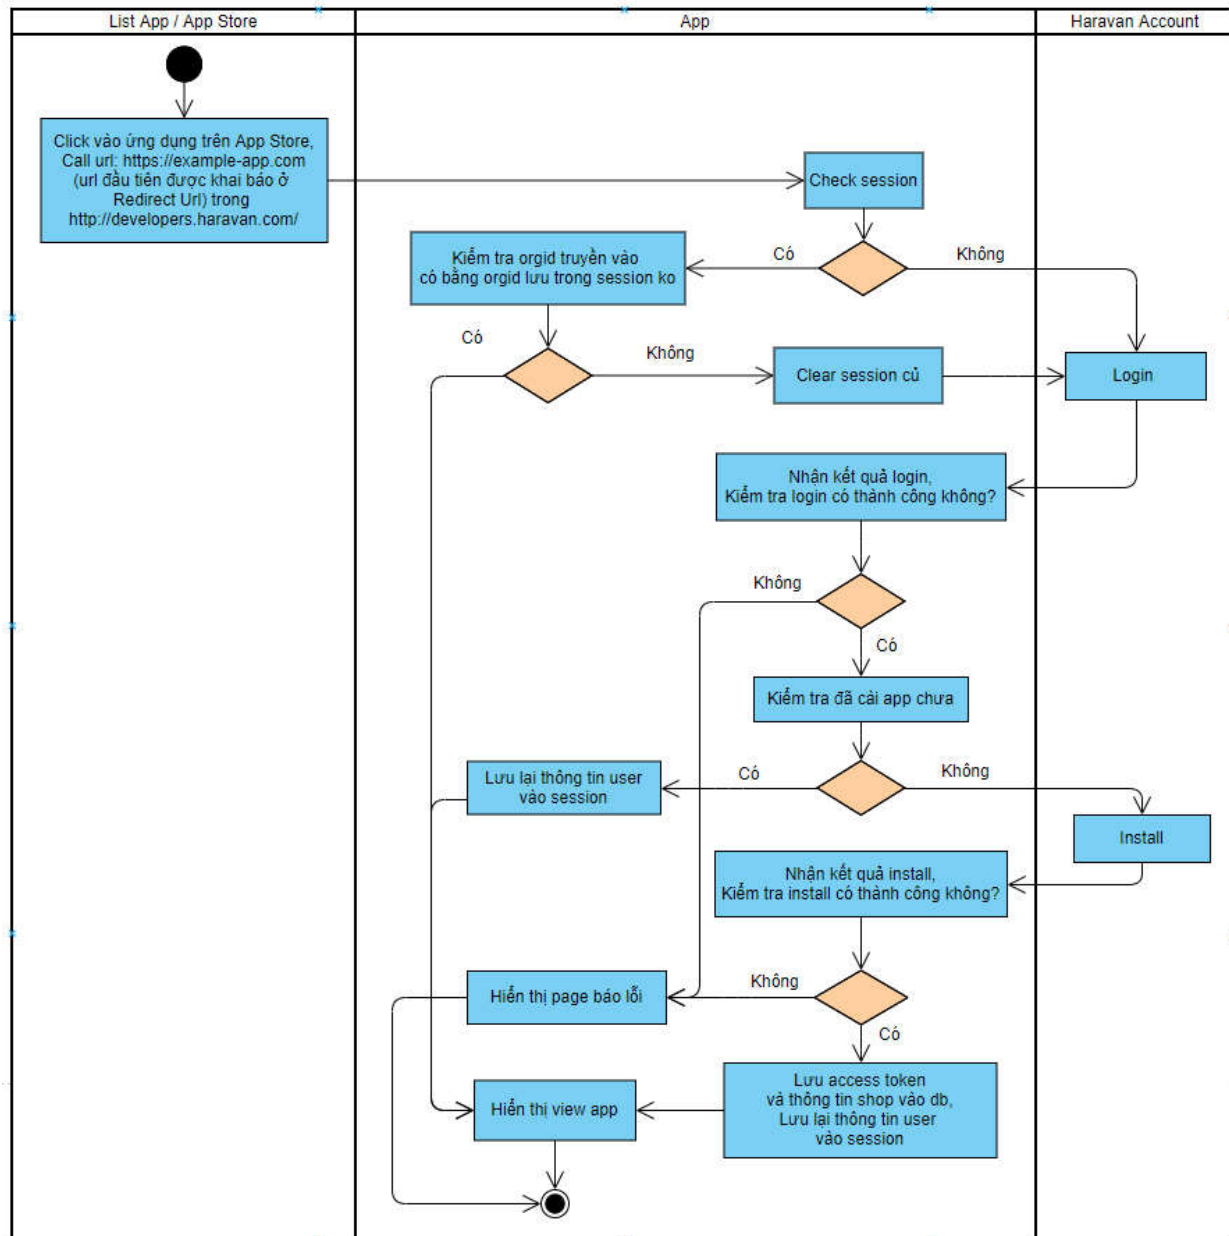 List App / App Store
App
Haravan Account
Click vào ứng dụng trên App Store,
Call url: https://example-app.com
(url đầu tiên được khai báo ở
Redirect Url) trong
http://developers.haravan.com/
Check session
Có
Không
Kiểm tra orgid truyền vào
có bằng orgid lưu trong session ko
Có
Không
Clear session củ
Login
Nhận kết quả login,
Kiểm tra login có thành công không?
Không
Có
Kiểm tra đã cài app chưa
Có
Không
Lưu lại thông tin user
vào session
Install
Nhận kết quả install,
Kiểm tra install có thành công không?
Không
Hiển thị page báo lỗi
Có
Lưu access token
và thông tin shop vào db,
Lưu lại thông tin user
vào session
Hiển thị view app